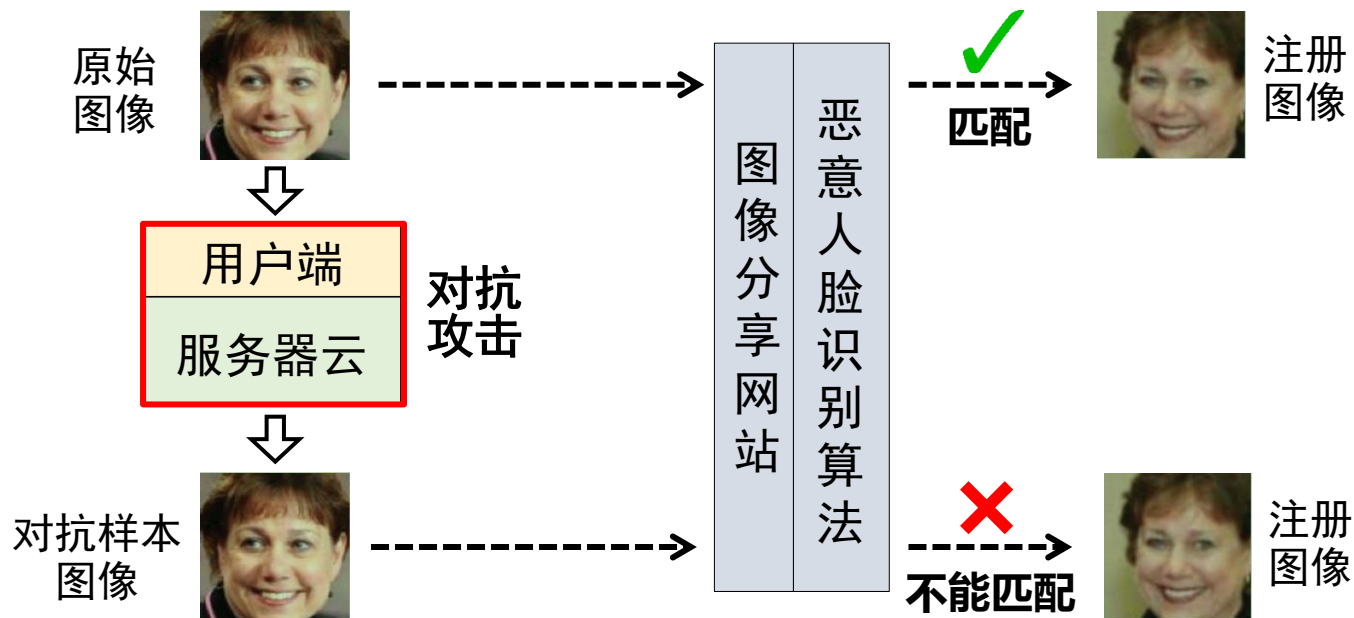 原始
图像
匹配
注册
图像
用户端
服务器云
对抗
攻击
图像分享网站
恶意人脸识别算法
对抗样本
图像
不能匹配
注册
图像